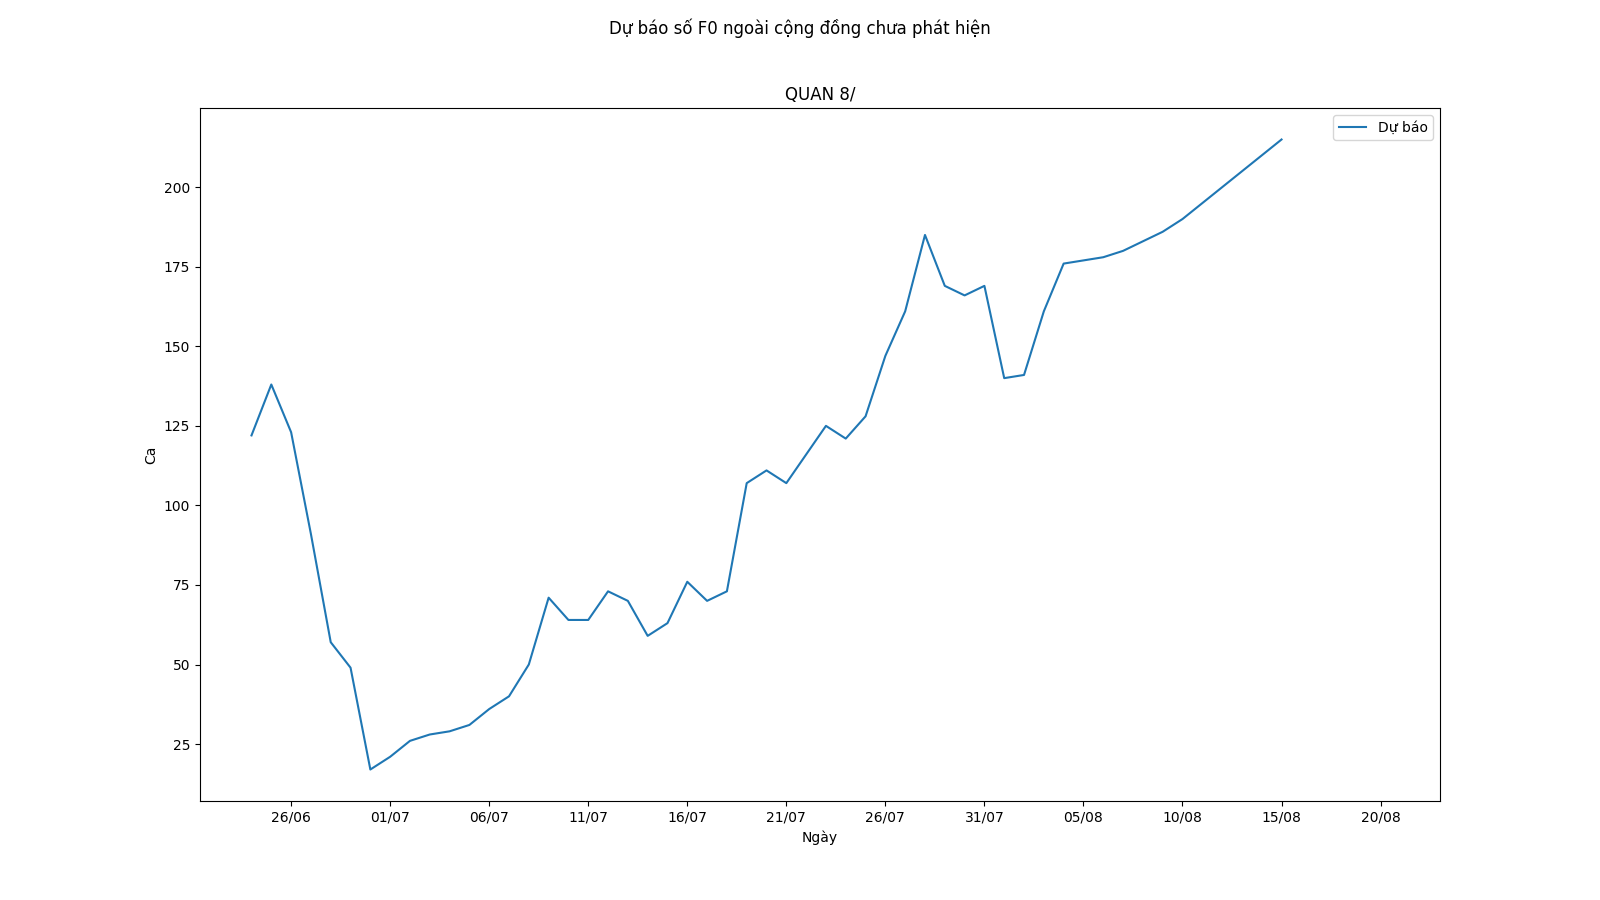 Dự báo số F0 ngoài cộng đồng chưa phát hiện
QUAN 8/
Dự báo
200
175
150
125
100
75
50
25
Ca
26/06 01/07 06/07 11/07 16/07 21/07 26/07 31/07 05/08 10/08 15/08 20/08
Ngày